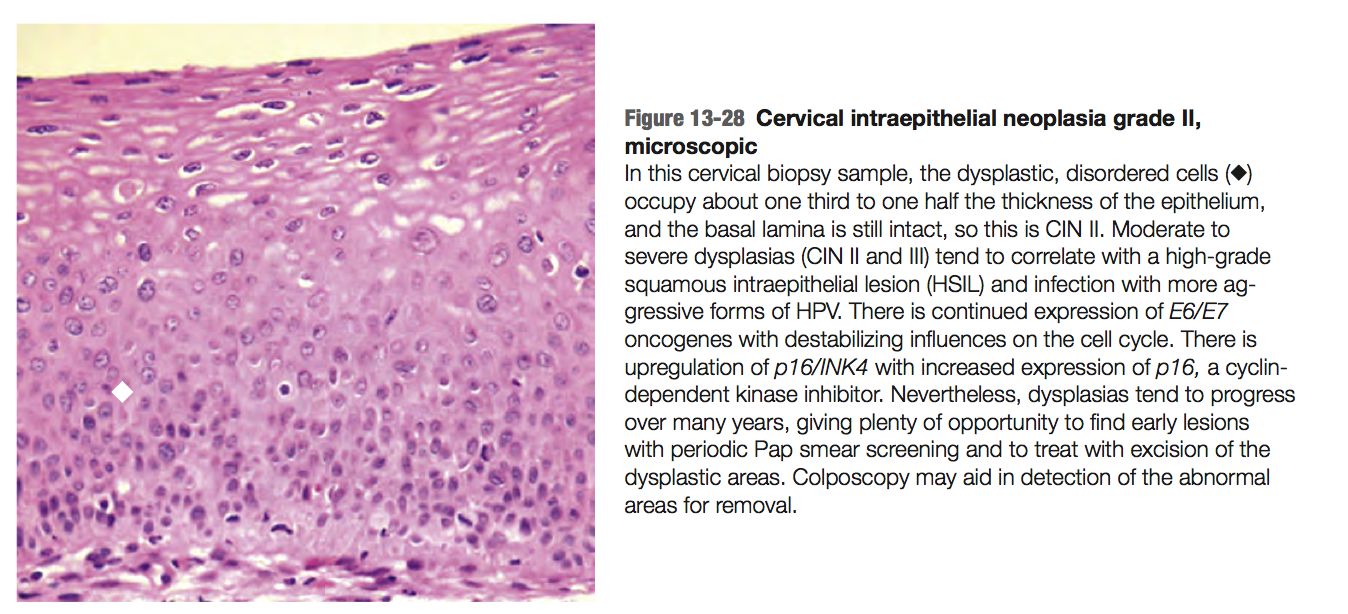 Figure 13-28 Cervical intraepithelial neoplasia grade II,
microscopic
In this cervical biopsy sample, the dysplastic, disordered cells (◆)
occupy about one third to one half the thickness of the epithelium,
and the basal lamina is still intact, so this is CIN II. Moderate to
severe dysplasias (CIN II and III) tend to correlate with a high-grade
squamous intraepithelial lesion (HSIL) and infection with more ag-
gressive forms of HPV. There is continued expression of E6/E7
oncogenes with destabilizing influences on the cell cycle. There is
upregulation of p16/INK4 with increased expression of p16, a cyclin-
dependent kinase inhibitor. Nevertheless, dysplasias tend to progress
over many years, giving plenty of opportunity to find early lesions
with periodic Pap smear screening and to treat with excision of the
dysplastic areas. Colposcopy may aid in detection of the abnormal
areas for removal.